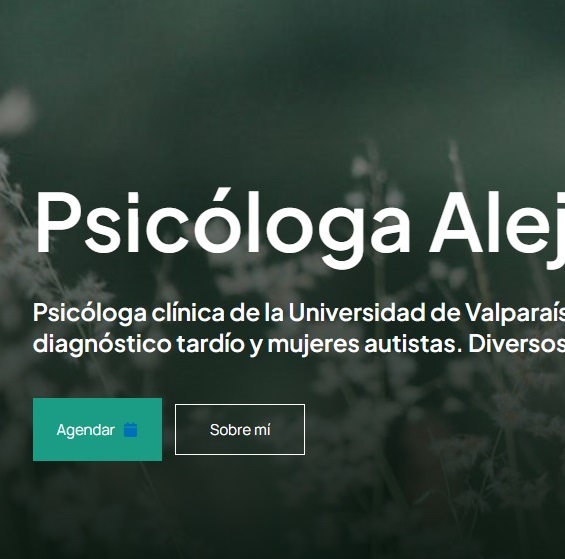 Psicóloga Alej
Psicóloga clínica de la Universidad de Valparaís
diagnóstico tardío y mujeres autistas. Diversos
Agendar
Sobre mí